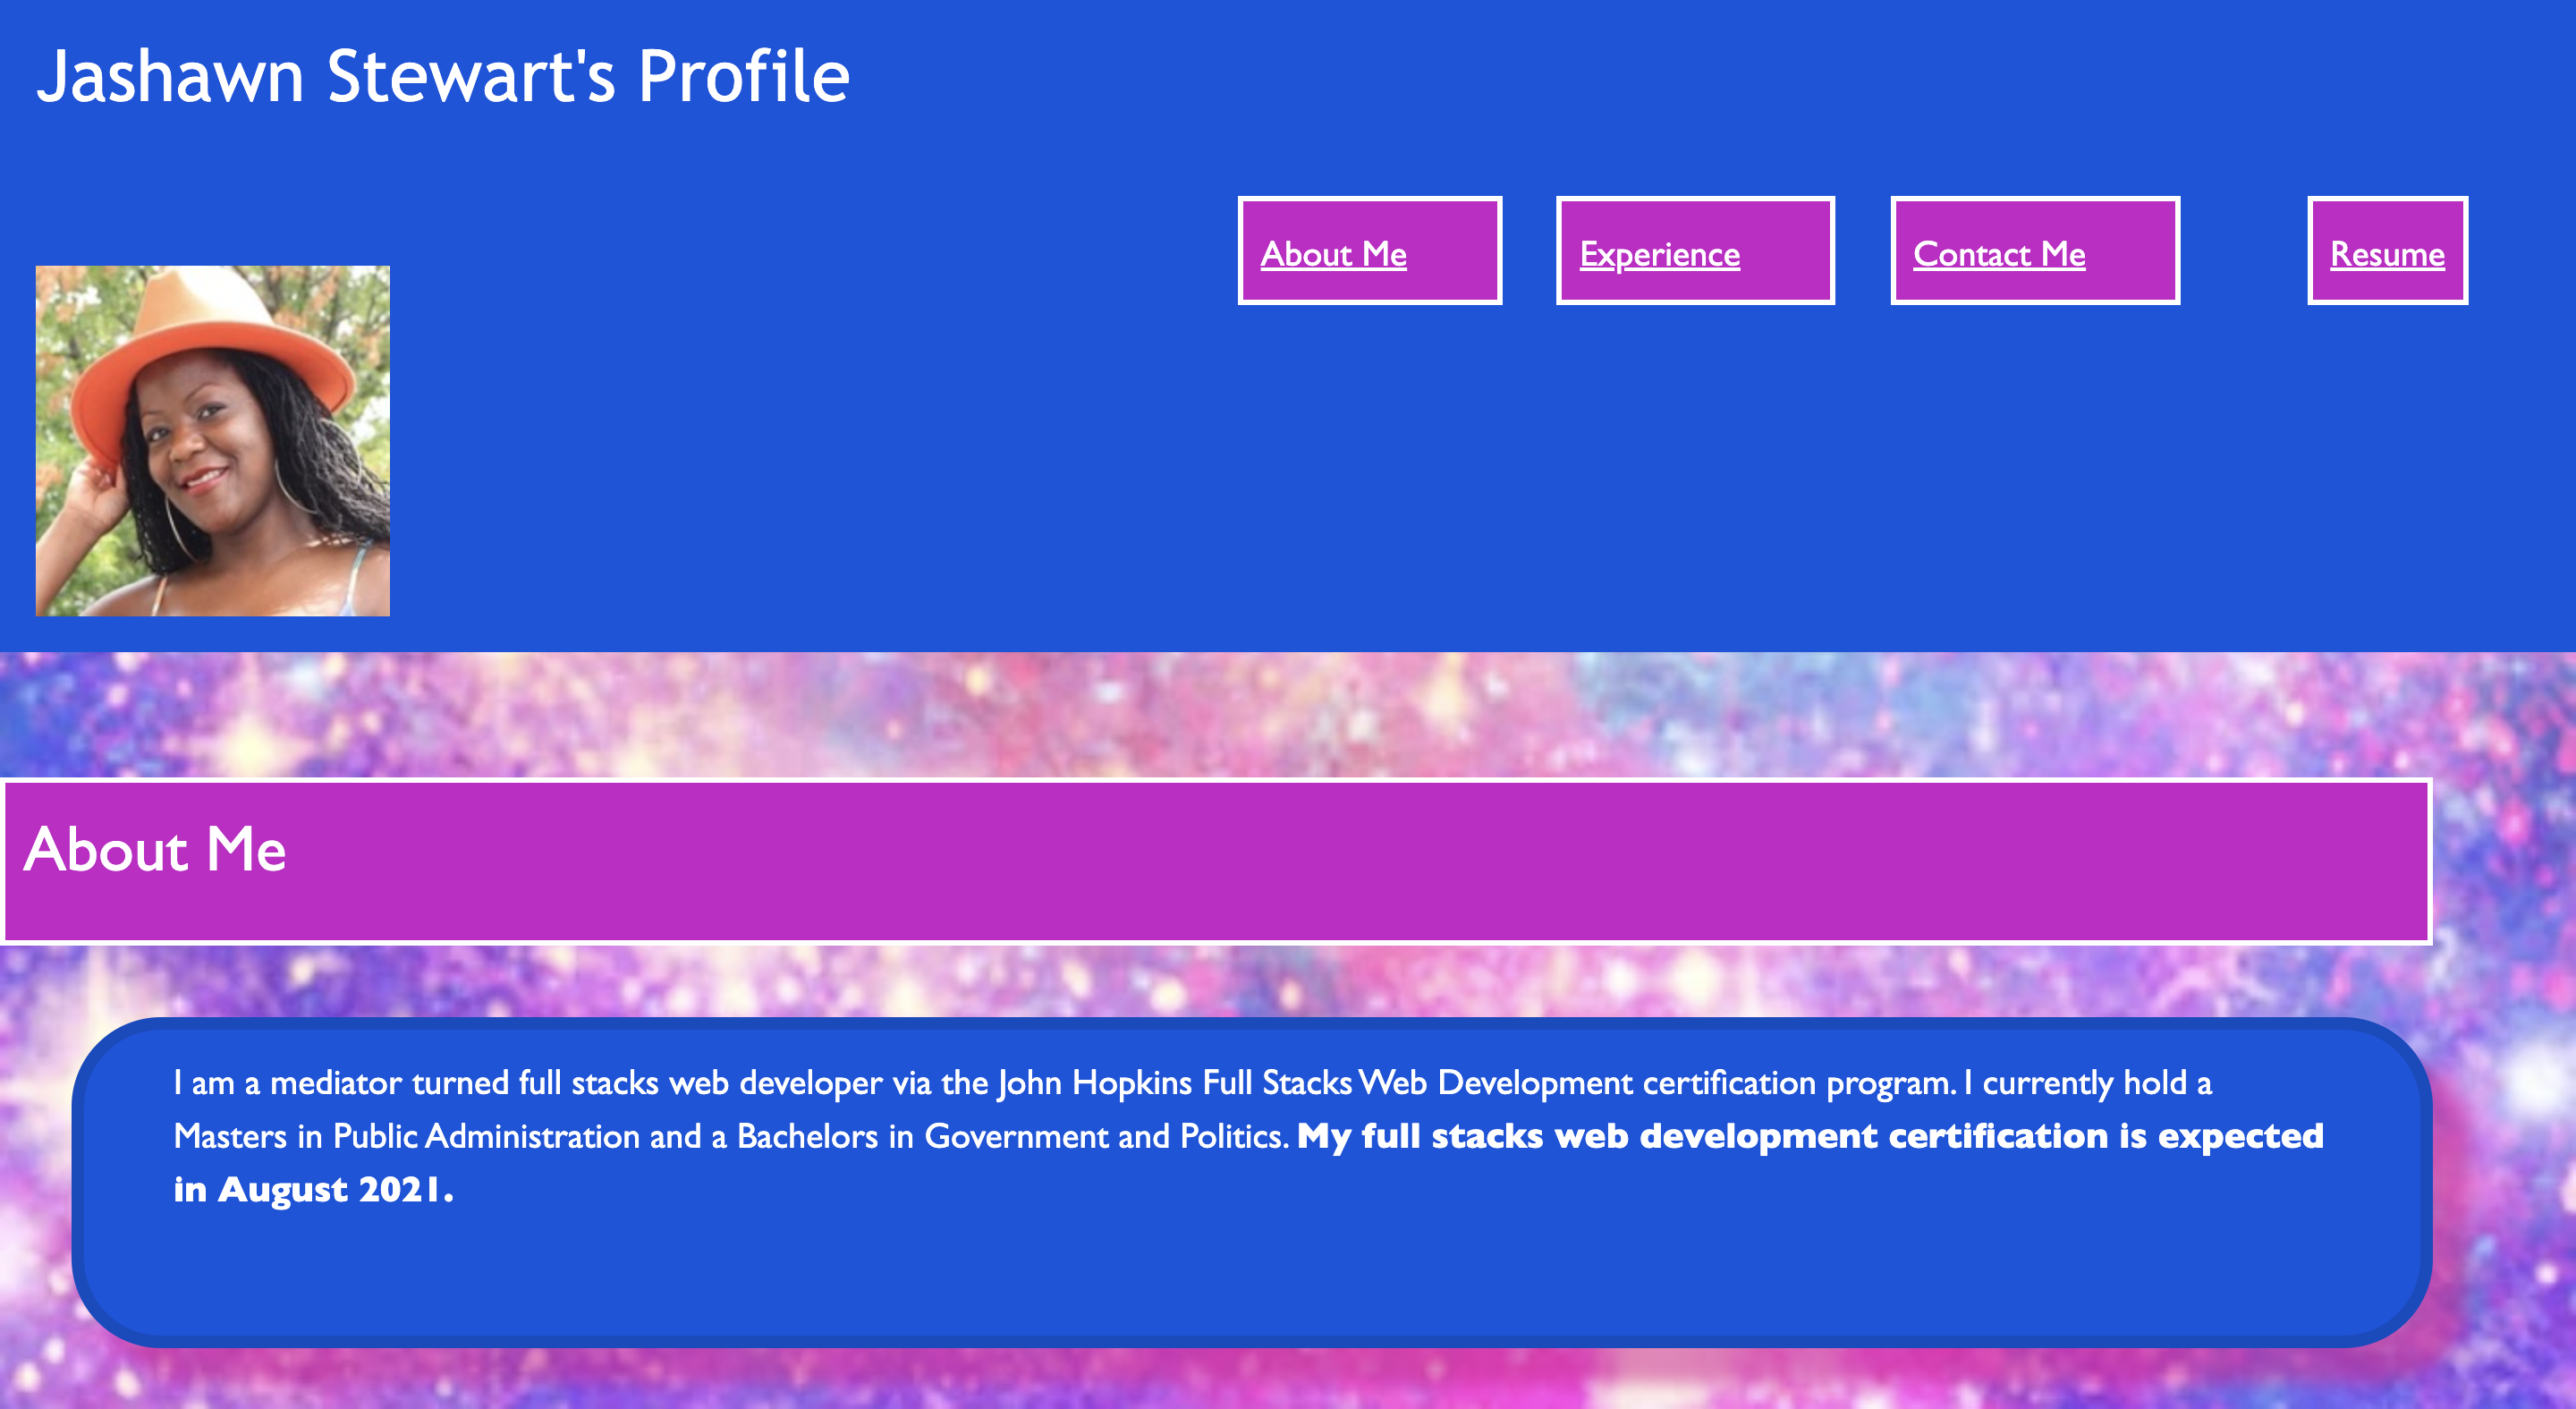 Jashawn Stewart's Profile
About Me
Experience
Contact Me
Resume
About Me
I am a mediator turned full stacks web developer via the John Hopkins Full Stacks Web Development certification program. I currently hold a
Masters in Public Administration and a Bachelors in Government and Politics. My full stacks web development certification is expected
in August 2021.